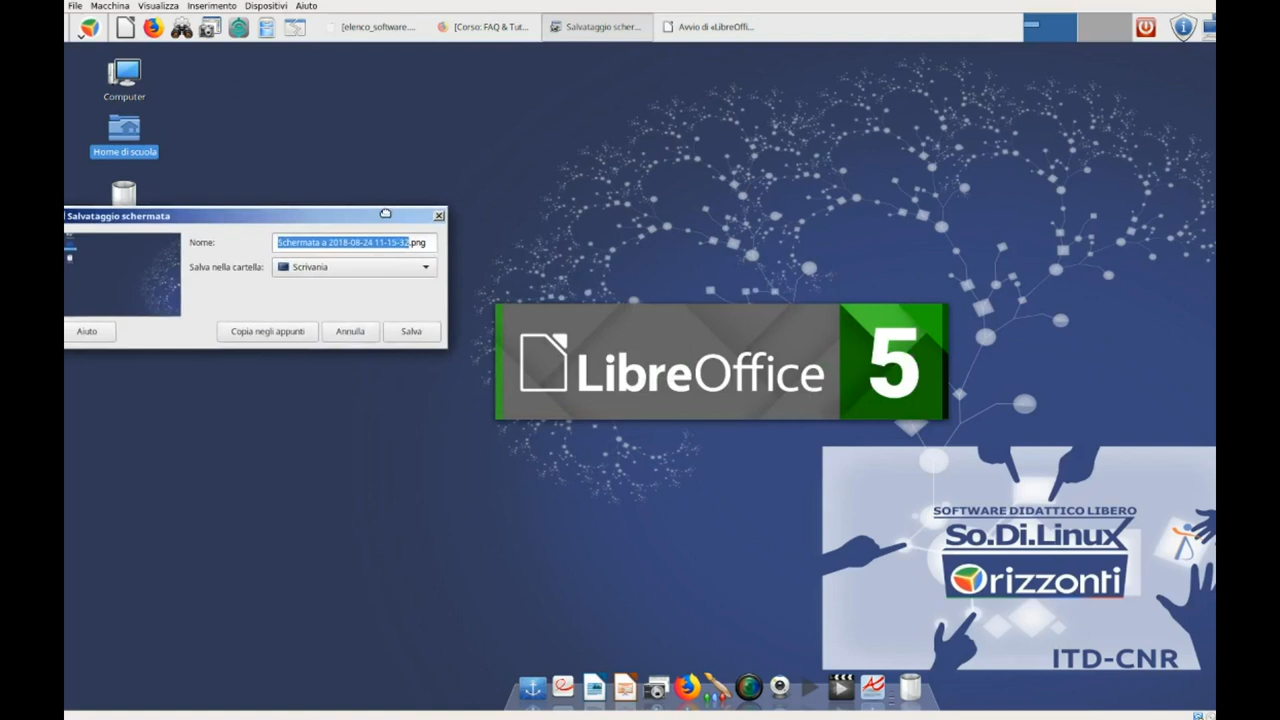 File Macchina Visualizza Inserimento Dispositivi Aiuto
[elenco_software.... [Corso: FAQ & Tut... Salvataggio scher... Avvio di «LibreOffi...
Computer
Home di scuola
Salvataggio schermata
Nome: Schermata a 2018-08-24 11-15-32.png
Salva nella cartella: Scrivania
Aiuto Copia negli appunti Annulla Salva
LibreOffice 5
SOFTWARE DIDATTICO LIBERO
So.Di.Linux
Orizzonti
ITD-CNR